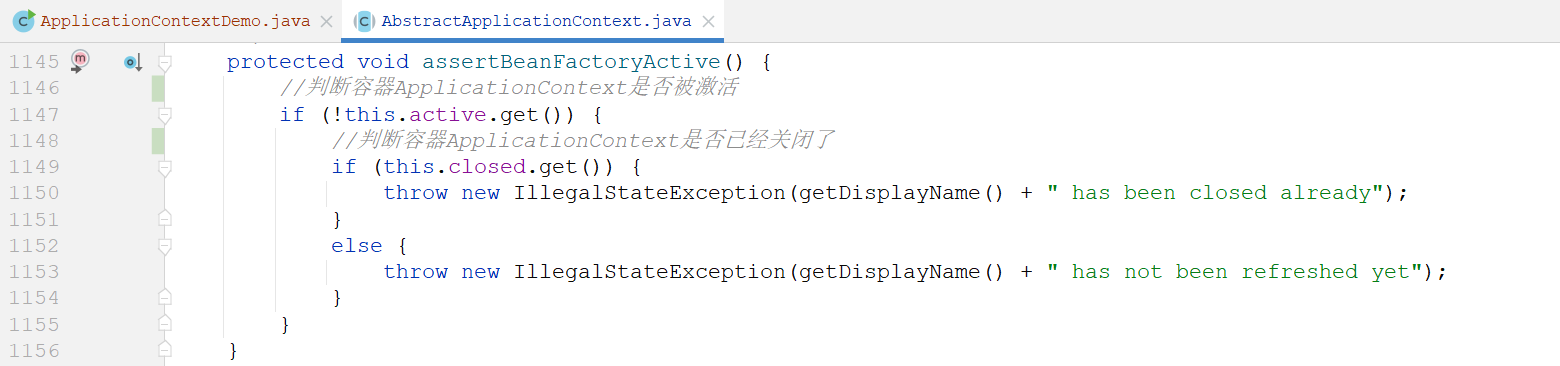 ApplicationContextDemo.java AbstractApplicationContext.java
1145 protected void assertBeanFactoryActive() {
1146 //判断容器ApplicationContext是否被激活
1147 if (!this.active.get()) {
1148 //判断容器ApplicationContext是否已经关闭了
1149 if (this.closed.get()) {
1150 throw new IllegalStateException(getDisplayName() + " has been closed already");
1151 }
1152 else {
1153 throw new IllegalStateException(getDisplayName() + " has not been refreshed yet");
1154 }
1155 }
1156 }